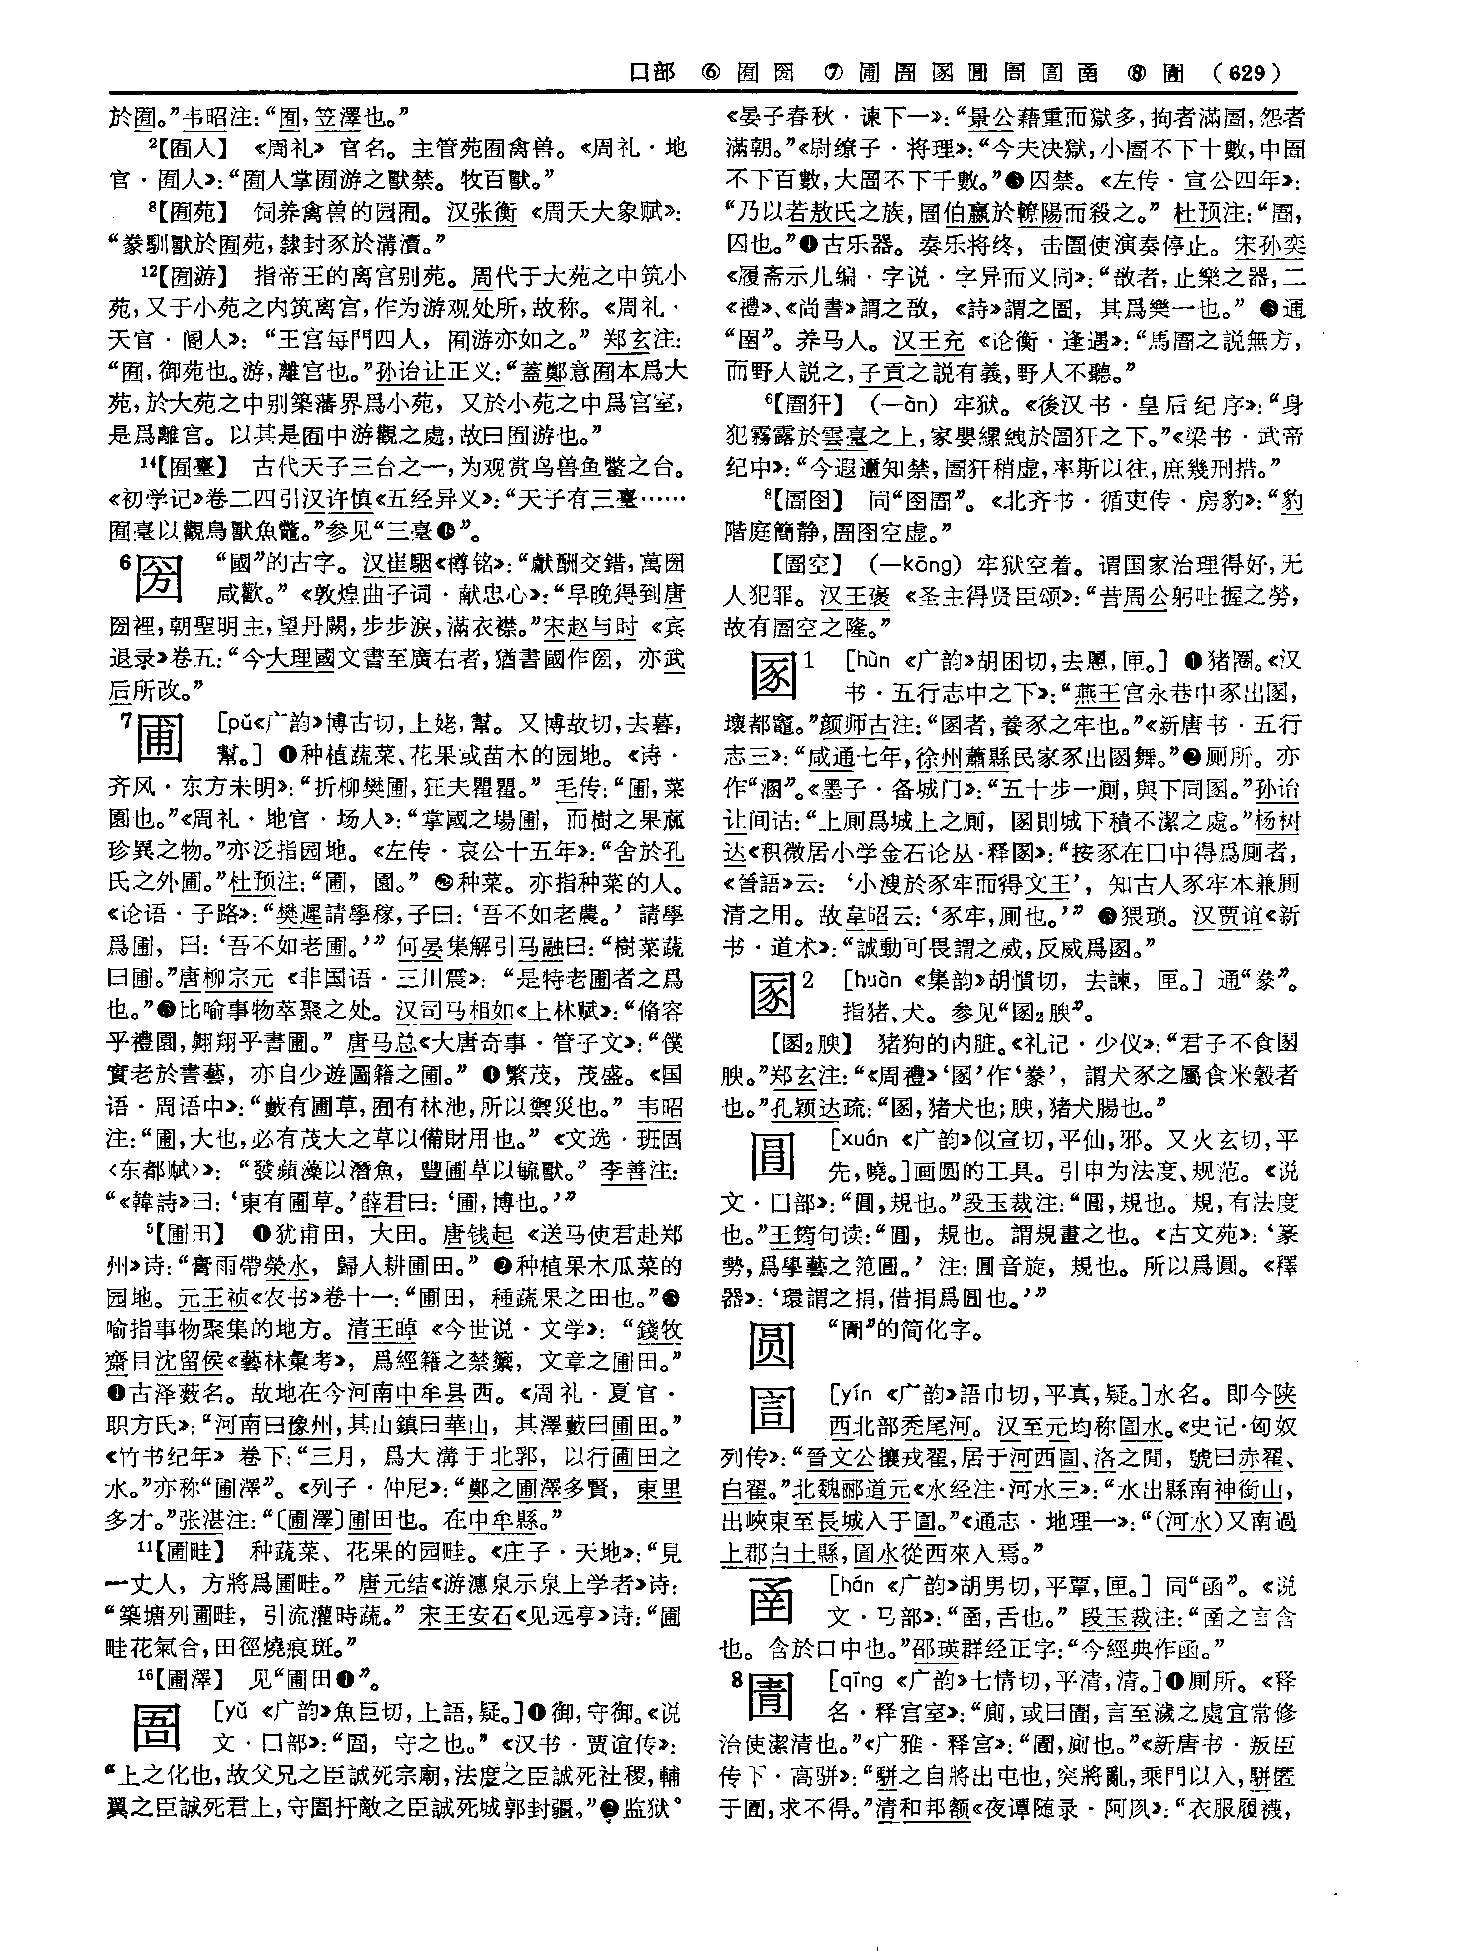 囗部 ⑥ 囿 圀 ⑦ 圃 圄 圂 圎 圁 圅 ⑧ 圊 (629)
於囿。”韦昭注:“囿,笠澤也。”
²【囿人】 《周礼》官名。主管苑囿禽兽。《周礼·地
官·囿人》:“囿人掌囿游之獸禁。牧百獸。”
⁸【囿苑】 饲养禽兽的园囿。汉张衡《周天大象赋》:
“豢馴獸於囿苑,隸封豕於溝瀆。”
¹²【囿游】 指帝王的离宫别苑。周代于大苑之中筑小
苑,又于小苑之内筑离宫,作为游观处所,故称。《周礼·
天官·阍人》:“王宫每門四人,囿游亦如之。”郑玄注:
“囿,御苑也。游,離宫也。”孙诒让正义:“蓋鄭意囿本爲大
苑,於大苑之中别築藩界爲小苑,又於小苑之中爲宫室,
是爲離宫。以其是囿中游觀之處,故曰囿游也。”
¹⁴【囿臺】 古代天子三台之一,为观赏鸟兽鱼鳖之台。
《初学记》卷二四引汉许慎《五经异义》:“天子有三臺……
囿臺以觀鳥獸魚鼈。”参见“三臺❶”。
6 圀 “國”的古字。汉崔駰《樽铭》:“獻酬交錯,萬圀
咸歡。”《敦煌曲子词·献忠心》:“早晚得到唐
圀裡,朝聖明主,望丹闕,步步淚,滿衣襟。”宋赵与时《宾
退录》卷五:“今大理國文書至廣右者,猶書國作圀,亦武
后所改。”
7 圃 [pǔ《广韵》博古切,上姥,幫。又博故切,去暮,
幫。] ❶种植蔬菜、花果或苗木的园地。《诗·
齐风·东方未明》:“折柳樊圃,狂夫瞿瞿。”毛传:“圃,菜
園也。”《周礼·地官·场人》:“掌國之場圃,而樹之果蓏
珍異之物。”亦泛指园地。《左传·哀公十五年》:“舍於孔
氏之外圃。”杜预注:“圃,園。” ❷种菜。亦指种菜的人。
《论语·子路》:“樊遲請學稼,子曰:‘吾不如老農。’請學
爲圃,曰:‘吾不如老圃。’”何晏集解引马融曰:“樹菜蔬
曰圃。”唐柳宗元《非国语·三川震》:“是特老圃者之爲
也。”❸比喻事物萃聚之处。汉司马相如《上林赋》:“脩容
乎禮園,翺翔乎書圃。”唐马总《大唐奇事·管子文》:“僕
實老於書藝,亦自少遊圖籍之圃。” ❹繁茂,茂盛。《国
语·周语中》:“藪有圃草,囿有林池,所以禦災也。”韦昭
注:“圃,大也,必有茂大之草以備財用也。”《文选·班固
〈东都赋〉》:“發蘋藻以潛魚,豐圃草以毓獸。”李善注:
“《韓詩》曰:‘東有圃草。’薛君曰:‘圃,博也。’”
⁵【圃田】 ❶犹甫田,大田。唐钱起《送马使君赴郑
州》诗:“膏雨帶滎水,歸人耕圃田。” ❷种植果木瓜菜的
园地。元王祯《农书》卷十一:“圃田,種蔬果之田也。”❸
喻指事物聚集的地方。清王晫《今世说·文学》:“錢牧
齋目沈留侯《藝林彙考》,爲經籍之禁籞,文章之圃田。”
❹古泽薮名。故地在今河南中牟县西。《周礼·夏官·
职方氏》:“河南曰豫州,其山鎮曰華山,其澤藪曰圃田。”
《竹书纪年》卷下:“三月,爲大溝于北郛,以行圃田之
水。”亦称“圃澤”。《列子·仲尼》:“鄭之圃澤多賢,東里
多才。”张湛注:“〔圃澤〕圃田也。在中牟縣。”
¹¹【圃畦】 种蔬菜、花果的园畦。《庄子·天地》:“見
一丈人,方將爲圃畦。”唐元结《游潓泉示泉上学者》诗:
“築塘列圃畦,引流灌時蔬。”宋王安石《见远亭》诗:“圃
畦花氣合,田徑燒痕斑。”
¹⁶【圃澤】 见“圃田❹”。
圄 [yǔ《广韵》魚巨切,上語,疑。]❶御,守御。《说
文·囗部》:“圄,守之也。”《汉书·贾谊传》:
“上之化也,故父兄之臣誠死宗廟,法度之臣誠死社稷,輔
翼之臣誠死君上,守圄扞敵之臣誠死城郭封疆。”❷监狱。
《晏子春秋·谏下一》:“景公藉重而獄多,拘者滿圄,怨者
滿朝。”《尉缭子·将理》:“今夫決獄,小圄不下十數,中圄
不下百數,大圄不下千數。”❸囚禁。《左传·宣公四年》:
“乃以若敖氏之族,圄伯嬴於轑陽而殺之。”杜预注:“圄,
囚也。”❹古乐器。奏乐将终,击圄使演奏停止。宋孙奕
《履斋示儿编·字说·字异而义同》:“敔者,止樂之器,二
《禮》、《尚書》謂之敔,《詩》謂之圄,其爲樂一也。” ❺通
“圉”。养马人。汉王充《论衡·逢遇》:“馬圄之説無方,
而野人説之,子貢之説有義,野人不聽。”
⁶【圄犴】 (—àn)牢狱。《後汉书·皇后纪序》:“身
犯霧露於雲臺之上,家嬰縲絏於圄犴之下。”《梁书·武帝
纪中》:“今遐邇知禁,圄犴稍虚,率斯以往,庶幾刑措。”
⁸【圄图】 同“图圄”。《北齐书·循吏传·房豹》:“豹
階庭簡静,圄图空虚。”
【圄空】 (—kōng)牢狱空着。谓国家治理得好,无
人犯罪。汉王褒《圣主得贤臣颂》:“昔周公躬吐握之勞,
故有圄空之隆。”
圂1 [hùn《广韵》胡困切,去慁,匣。] ❶猪圈。《汉
书·五行志中之下》:“燕王宫永巷中豕出圂,
壞都竈。”颜师古注:“圂者,養豕之牢也。”《新唐书·五行
志三》:“咸通七年,徐州蕭縣民家豕出圂舞。”❷厕所。亦
作“溷”。《墨子·备城门》:“五十步一厠,與下同圂。”孙诒
让间诂:“上厠爲城上之厠,圂則城下積不潔之處。”杨树
达《积微居小学金石论丛·释圂》:“按豕在囗中得爲厠者,
《晉語》云:‘小溲於豕牢而得文王’,知古人豕牢本兼厠
清之用。故韋昭云:‘豕牢,厠也。’” ❸猥琐。汉贾谊《新
书·道术》:“誠動可畏謂之威,反威爲圂。”
圂2 [huàn《集韵》胡慣切,去諫,匣。]通“豢”。
指猪、犬。参见“圂₂腴”。
【圂₂腴】 猪狗的内脏。《礼记·少仪》:“君子不食圂
腴。”郑玄注:“《周禮》‘圂’作‘豢’,謂犬豕之屬食米穀者
也。”孔颖达疏:“圂,猪犬也;腴,猪犬腸也。”
圎 [xuán《广韵》似宣切,平仙,邪。又火玄切,平
先,曉。]画圆的工具。引申为法度、规范。《说
文·囗部》:“圎,規也。”段玉裁注:“圎,規也。規,有法度
也。”王筠句读:“圎,規也。謂規畫之也。《古文苑》:‘篆
勢,爲學藝之范圎。’注:圎音旋,規也。所以爲圓。《釋
器》:‘環謂之捐,借捐爲圎也。’”
圆 “圓”的简化字。
圁 [yín《广韵》語巾切,平真,疑。]水名。即今陕
西北部秃尾河。汉至元均称圁水。《史记·匈奴
列传》:“晉文公攘戎翟,居于河西圁、洛之閒,號曰赤翟、
白翟。”北魏郦道元《水经注·河水三》:“水出縣南神銜山,
出峽東至長城入于圁。”《通志·地理一》:“(河水)又南過
上郡白土縣,圁水從西來入焉。”
圅 [hán《广韵》胡男切,平覃,匣。]同“函”。《说
文·马部》:“圅,舌也。”段玉裁注:“圅之言含
也。含於口中也。”邵瑛群经正字:“今經典作函。”
8 圊 [qīng《广韵》七情切,平清,清。]❶厠所。《释
名·释宫室》:“廁,或曰圊,言至濊之處宜常修
治使潔清也。”《广雅·释宫》:“圊,廁也。”《新唐书·叛臣
传下·高骈》:“駢之自將出屯也,突將亂,乘門以入,駢匿
于圊,求不得。”清和邦额《夜谭随录·阿凤》:“衣服履襪,